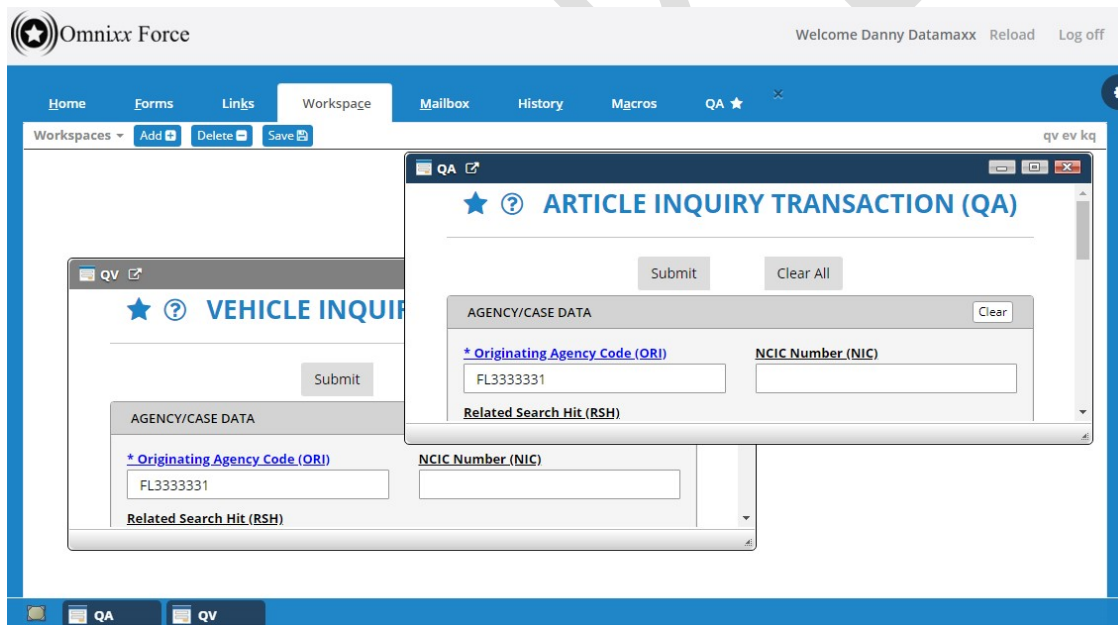 Omnixx Force
Welcome Danny Datamaxx Reload Log off
Home Forms Links Workspace Mailbox History Macros QA
Workspaces Add Delete Save qv ev kq
QA
ARTICLE INQUIRY TRANSACTION (QA)
Submit Clear All
AGENCY/CASE DATA Clear
* Originating Agency Code (ORI) NCIC Number (NIC)
FL3333331
Related Search Hit (RSH)
QV
VEHICLE INQUI
Submit
AGENCY/CASE DATA
* Originating Agency Code (ORI) NCIC Number (NIC)
FL3333331
Related Search Hit (RSH)
QA QV